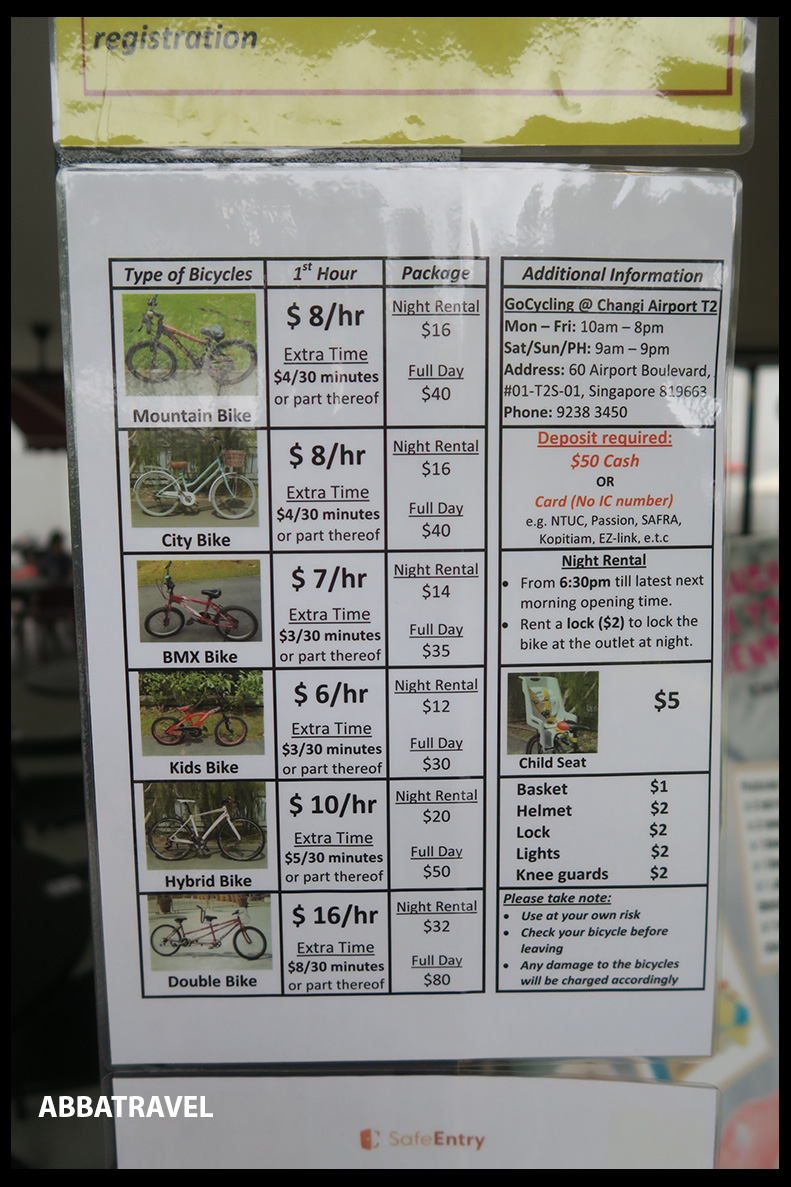 registration
Type of Bicycles
1st Hour
Package
$ 8/hr
Extra Time
$4/30 minutes
or part thereof
Night Rental
$16
Full Day
$40
Mountain Bike
$ 8/hr
Extra Time
$4/30 minutes
or part thereof
Night Rental
$16
Full Day
$40
City Bike
$ 7/hr
Extra Time
$3/30 minutes
or part thereof
Night Rental
$14
Full Day
$35
BMX Bike
$ 6/hr
Extra Time
$3/30 minutes
or part thereof
Night Rental
$12
Full Day
$30
Kids Bike
$ 10/hr
Extra Time
$5/30 minutes
or part thereof
Night Rental
$20
Full Day
$50
Hybrid Bike
$ 16/hr
Extra Time
$8/30 minutes
or part thereof
Night Rental
$32
Full Day
$80
Double Bike
Additional Information
GoCycling @ Changi Airport T2
Mon – Fri: 10am – 8pm
Sat/Sun/PH: 9am – 9pm
Address: 60 Airport Boulevard,
#01-T2S-01, Singapore 819663
Phone: 9238 3450
Deposit required:
$50 Cash
OR
Card (No IC number)
e.g. NTUC, Passion, SAFRA,
Kopitiam, EZ-link, e.t.c
Night Rental
• From 6:30pm till latest next
morning opening time.
• Rent a lock ($2) to lock the
bike at the outlet at night.
$5
Child Seat
Basket $1
Helmet $2
Lock $2
Lights $2
Knee guards $2
Please take note:
• Use at your own risk
• Check your bicycle before
leaving
• Any damage to the bicycles
will be charged accordingly
ABBATRAVEL
SafeEntry